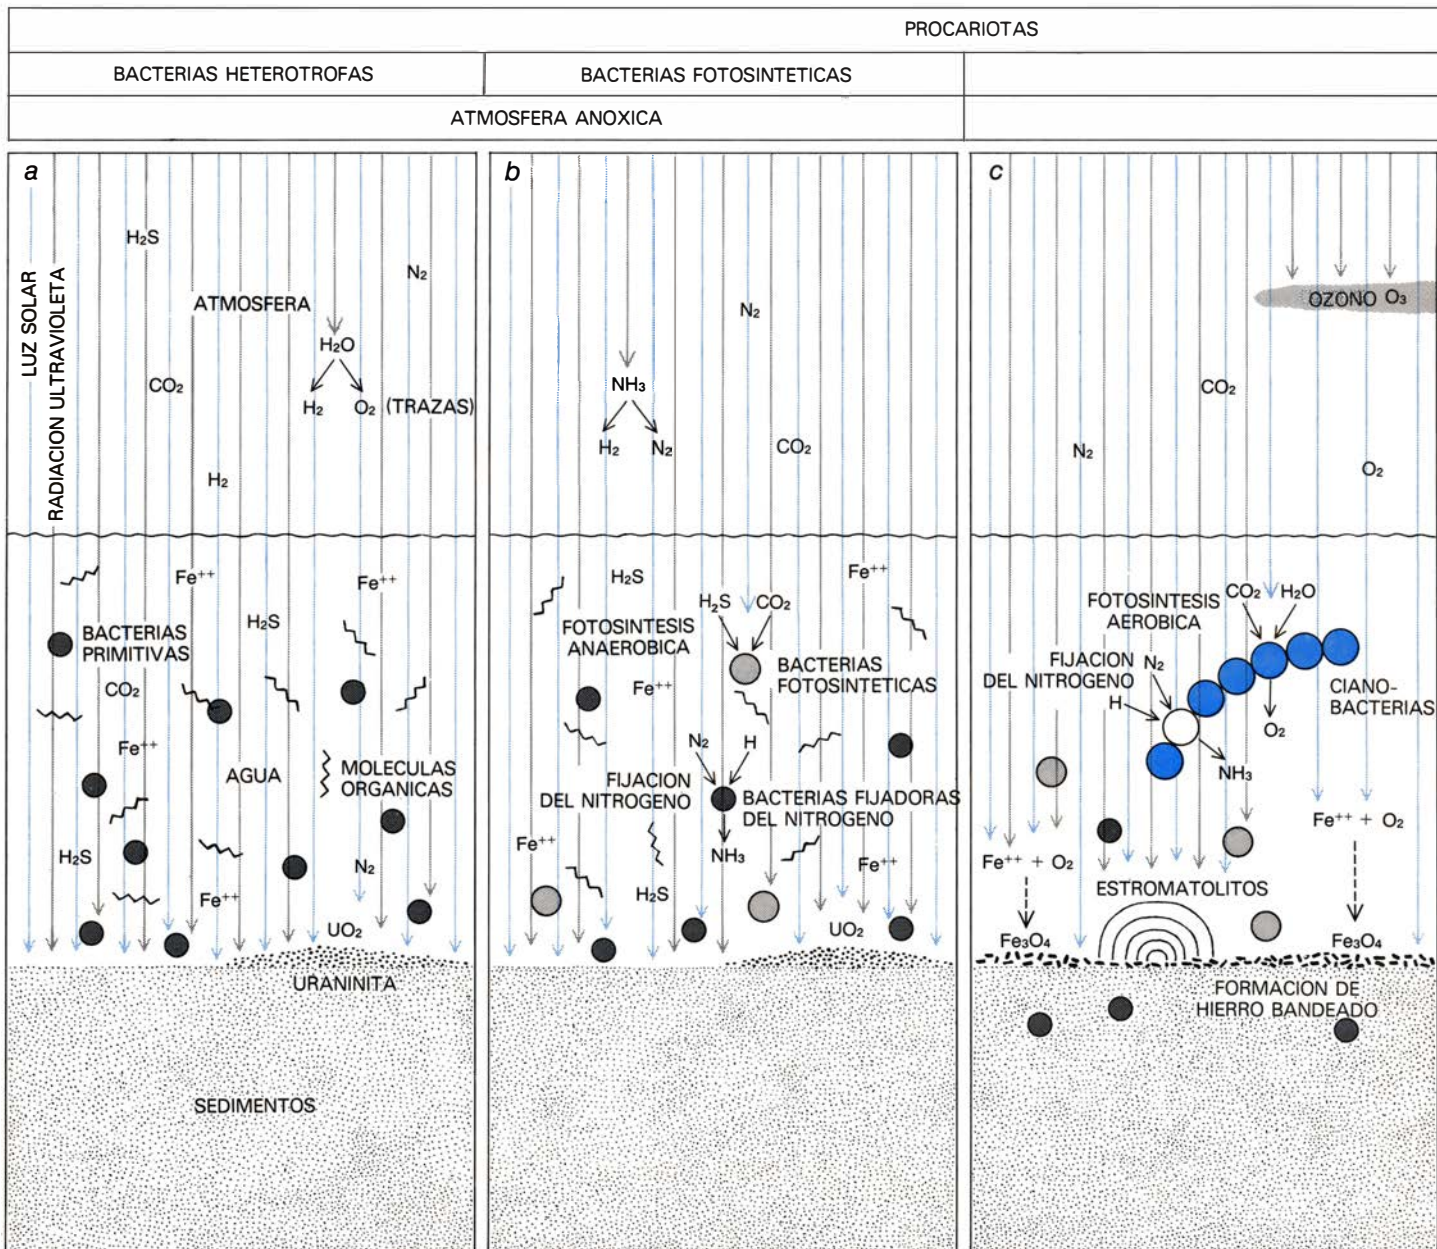 PROCARIOTAS
BACTERIAS HETEROTROFAS
BACTERIAS FOTOSINTETICAS
ATMOSFERA ANOXICA
a
LUZ SOLAR
RADIACION ULTRAVIOLETA
H₂S
N₂
ATMOSFERA
H₂O
CO₂
H₂
O₂ (TRAZAS)
H₂
Fe⁺⁺
Fe⁺⁺
H₂S
BACTERIAS
PRIMITIVAS
CO₂
Fe⁺⁺
AGUA
MOLECULAS
ORGANICAS
H₂S
N₂
Fe⁺⁺
UO₂
URANINITA
SEDIMENTOS
b
N₂
NH₃
H₂
N₂
CO₂
H₂S
Fe⁺⁺
H₂S
CO₂
FOTOSINTESIS
ANAEROBICA
BACTERIAS
FOTOSINTETICAS
Fe⁺⁺
N₂
H
FIJACION
DEL NITROGENO
BACTERIAS FIJADORAS
DEL NITROGENO
Fe⁺⁺
NH₃
Fe⁺⁺
H₂S
UO₂
c
OZONO O₃
CO₂
N₂
O₂
FOTOSINTESIS
AEROBICA
CO₂
H₂O
FIJACION
DEL NITROGENO
N₂
H
CIANO-
BACTERIAS
O₂
NH₃
Fe⁺⁺ + O₂
Fe⁺⁺ + O₂
ESTROMATOLITOS
Fe₃O₄
Fe₃O₄
FORMACION DE
HIERRO BANDEADO